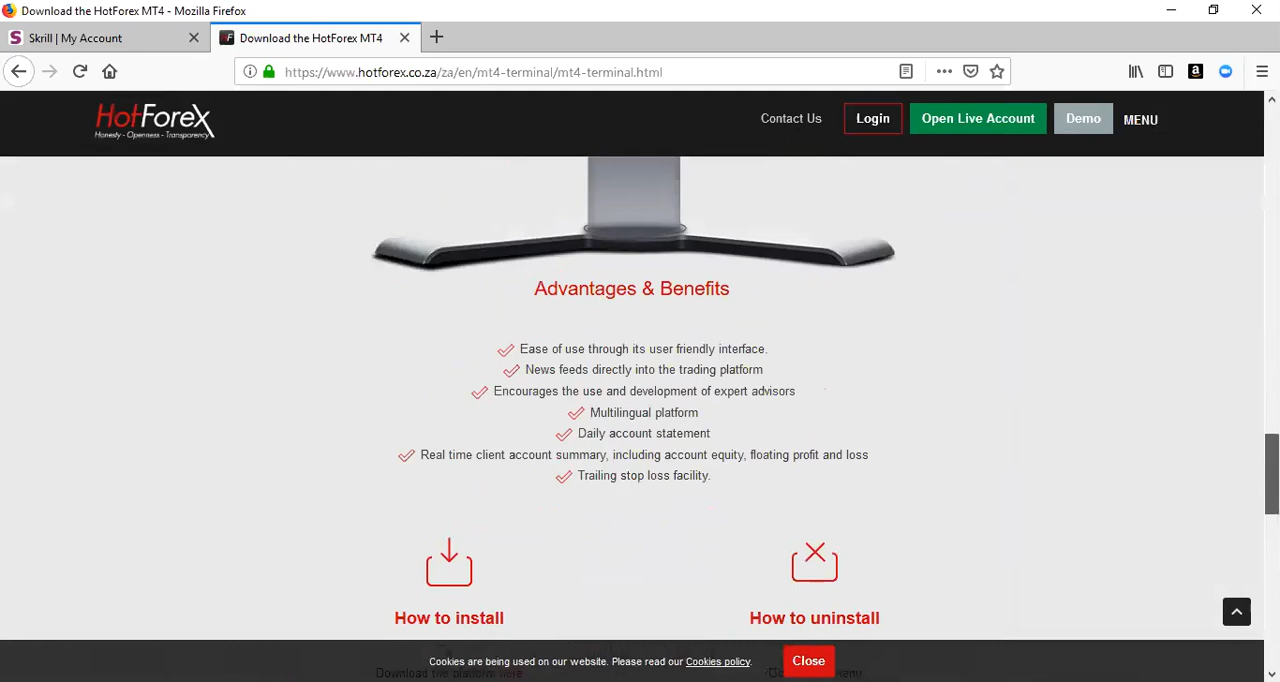 Download the HotForex MT4 - Mozilla Firefox
Skrill | My Account
Download the HotForex MT4
https://www.hotforex.co.za/za/en/mt4-terminal/mt4-terminal.html
HotForex
Honesty - Openness - Transparency
Contact Us
Login
Open Live Account
Demo
MENU
Advantages & Benefits
Ease of use through its user friendly interface.
News feeds directly into the trading platform
Encourages the use and development of expert advisors
Multilingual platform
Daily account statement
Real time client account summary, including account equity, floating profit and loss
Trailing stop loss facility.
How to install
How to uninstall
Cookies are being used on our website. Please read our Cookies policy.
Close
Download the platform here